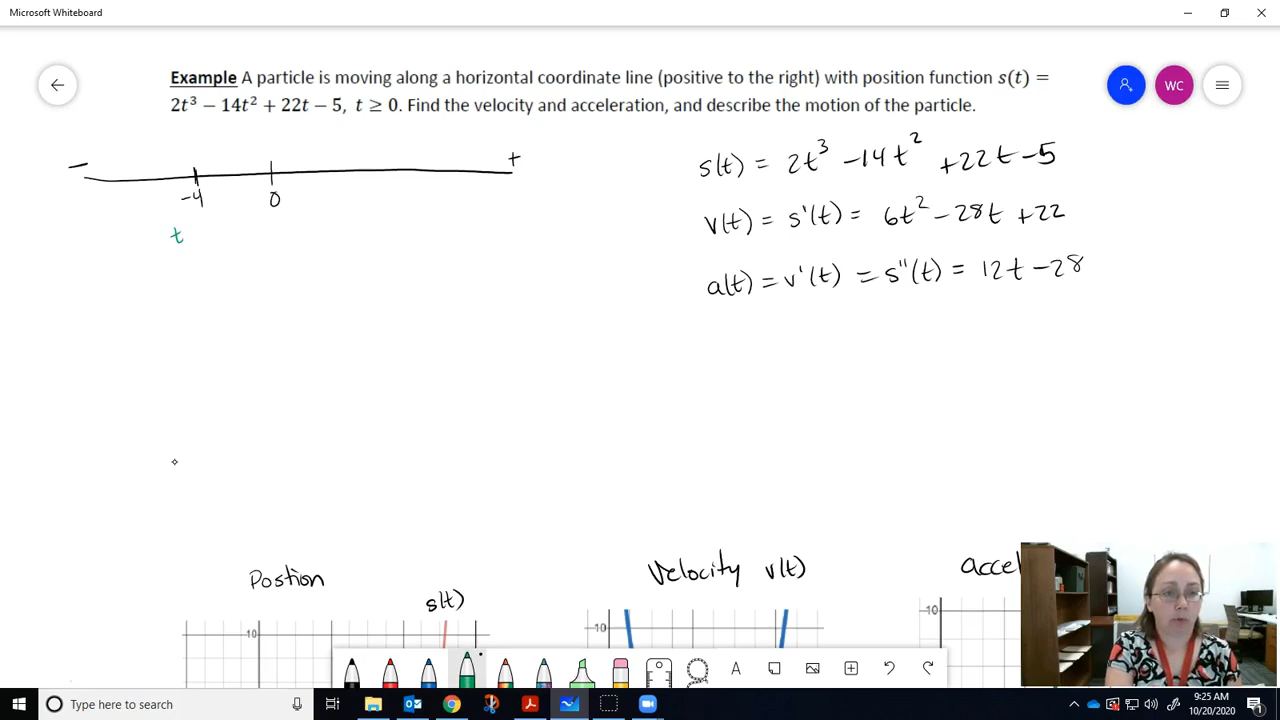 Microsoft Whiteboard
Example A particle is moving along a horizontal coordinate line (positive to the right) with position function s(t) =
2t³ − 14t² + 22t − 5, t ≥ 0. Find the velocity and acceleration, and describe the motion of the particle.
WC
− +
-4 0
t
s(t) = 2t³ -14t² +22t -5
v(t) = s'(t) = 6t² -28t +22
a(t) = v'(t) = s''(t) = 12t -28
Postion
s(t)
Velocity v(t)
accel
10
10
10
A
Type here to search
9:25 AM
10/20/2020
1